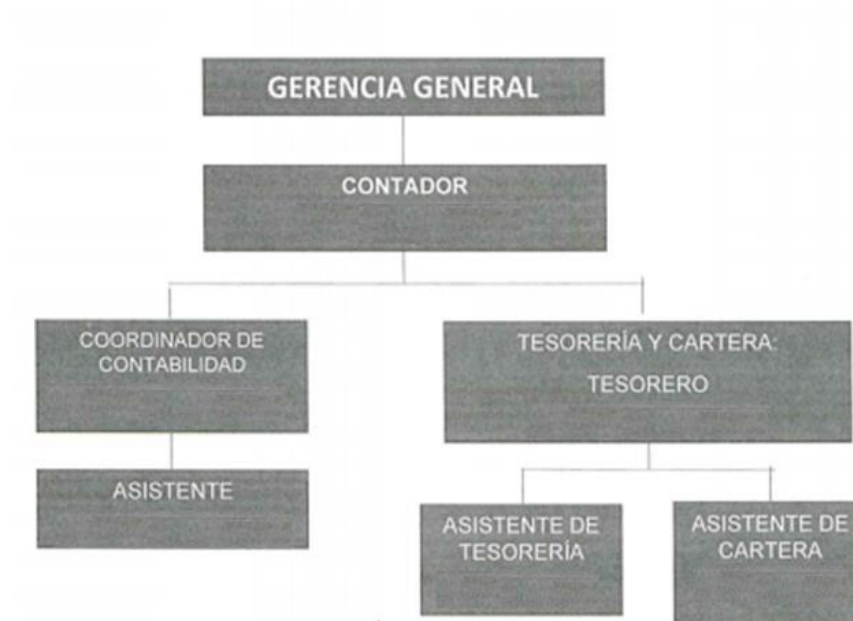 GERENCIA GENERAL
CONTADOR
COORDINADOR DE
CONTABILIDAD
TESORERÍA Y CARTERA:
TESORERO
ASISTENTE
ASISTENTE DE
TESORERÍA
ASISTENTE DE
CARTERA